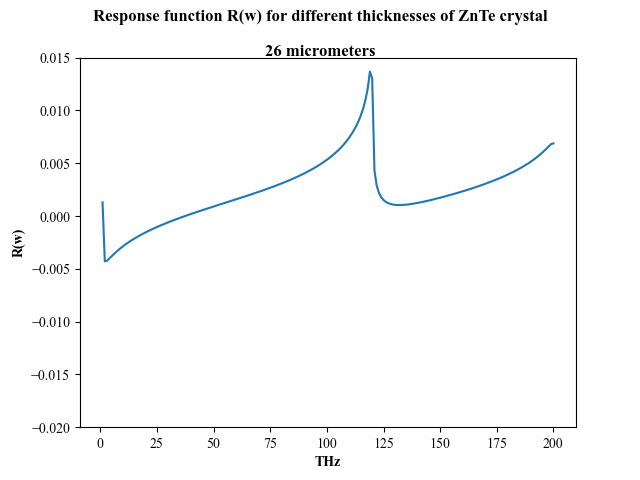 Response function R(w) for different thicknesses of ZnTe crystal
26 micrometers
0.015
0.010
0.005
0.000
−0.005
−0.010
−0.015
−0.020
R(w)
0 25 50 75 100 125 150 175 200
THz